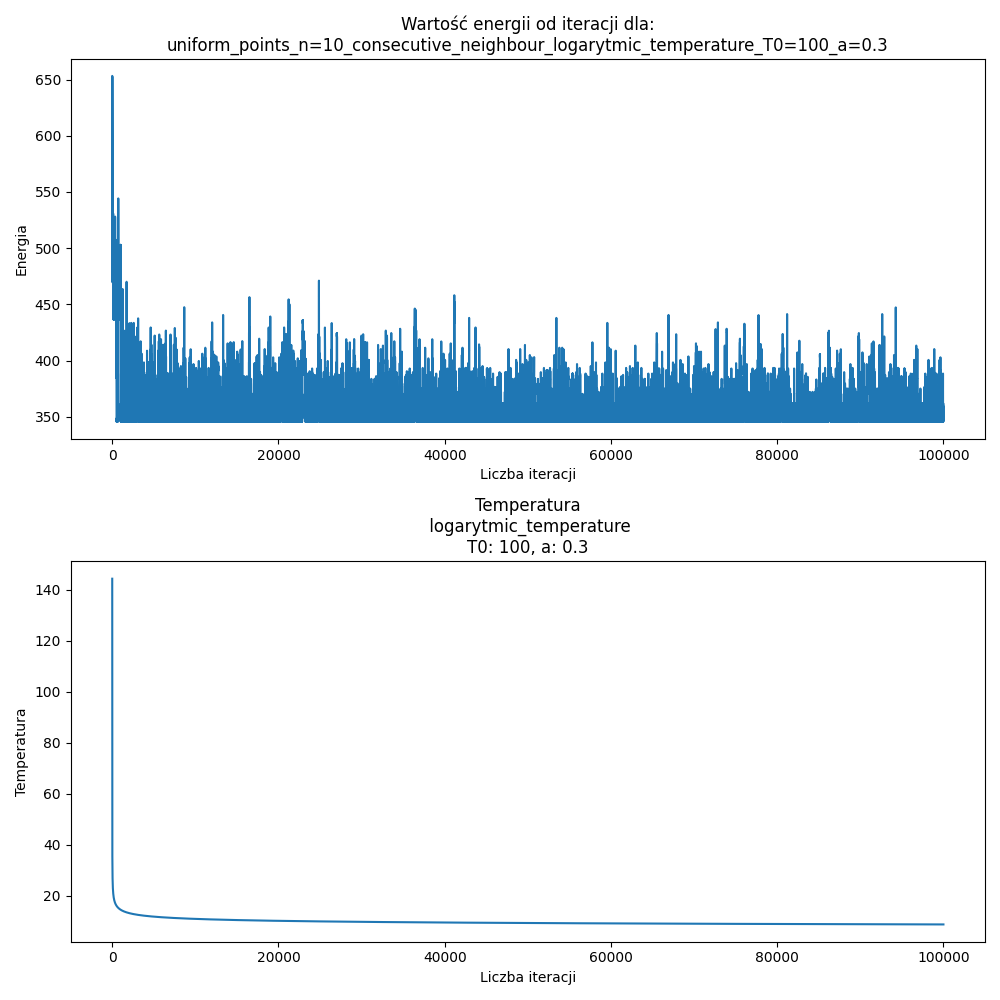 Wartość energii od iteracji dla:
uniform_points_n=10_consecutive_neighbour_logarytmic_temperature_T0=100_a=0.3
650
600
550
500
450
400
350
Energia
0
20000
40000
60000
80000
100000
Liczba iteracji
Temperatura
logarytmic_temperature
T0: 100, a: 0.3
140
120
100
80
60
40
20
Temperatura
0
20000
40000
60000
80000
100000
Liczba iteracji